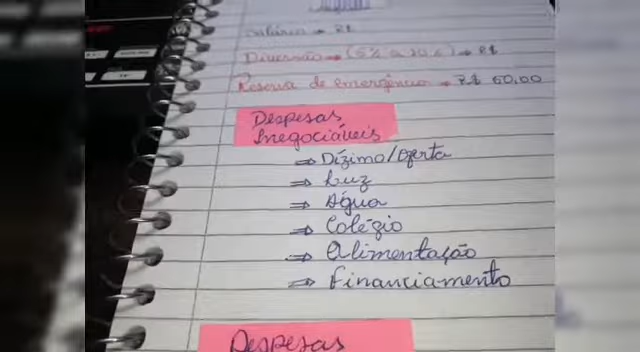 Salário → R$
Diversão → (5% a 10%) → R$
Reserva de emergência → R$ 60,00
Despesas
Inegociáveis
⇒ Dízimo/oferta
⇒ Luz
⇒ Água
⇒ Colégio
⇒ Alimentação
⇒ Financiamento
Despesas